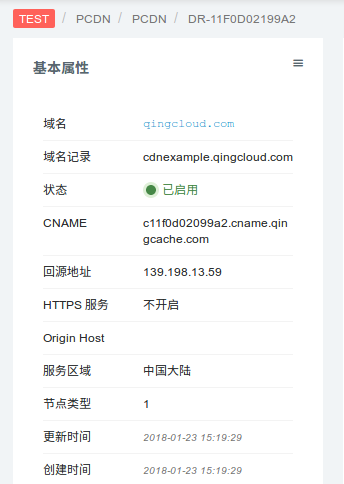 TEST / PCDN / PCDN / DR-11F0D02199A2
基本属性
域名 qingcloud.com
域名记录 cdnexample.qingcloud.com
状态 已启用
CNAME c11f0d02099a2.cname.qin
gcache.com
回源地址 139.198.13.59
HTTPS 服务 不开启
Origin Host
服务区域 中国大陆
节点类型 1
更新时间 2018-01-23 15:19:29
创建时间 2018-01-23 15:19:29